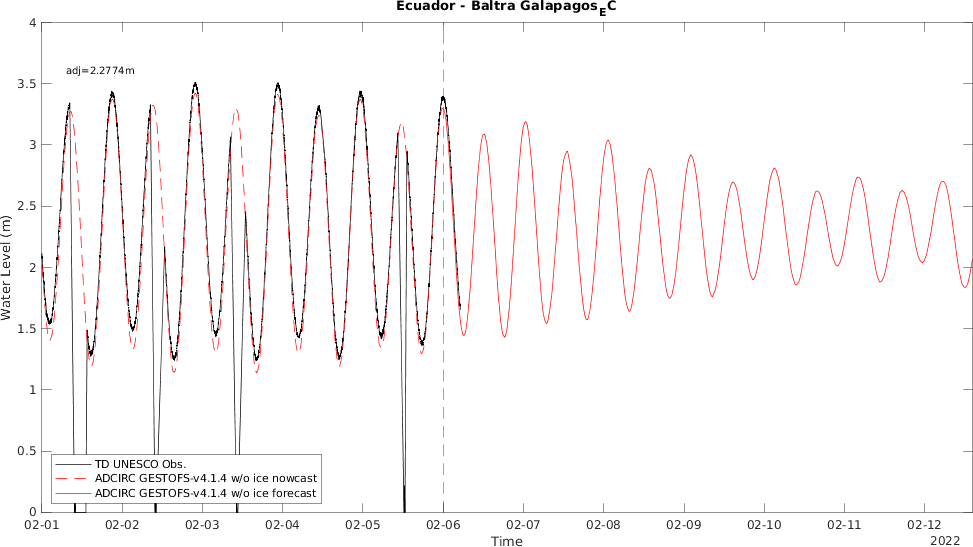 Ecuador - Baltra GalapagosEC
4
adj=2.2774m
3.5
3
2.5
2
1.5
1
0.5
0
Water Level (m)
TD UNESCO Obs.
ADCIRC GESTOFS-v4.1.4 w/o ice nowcast
ADCIRC GESTOFS-v4.1.4 w/o ice forecast
02-01 02-02 02-03 02-04 02-05 02-06 02-07 02-08 02-09 02-10 02-11 02-12
Time
2022